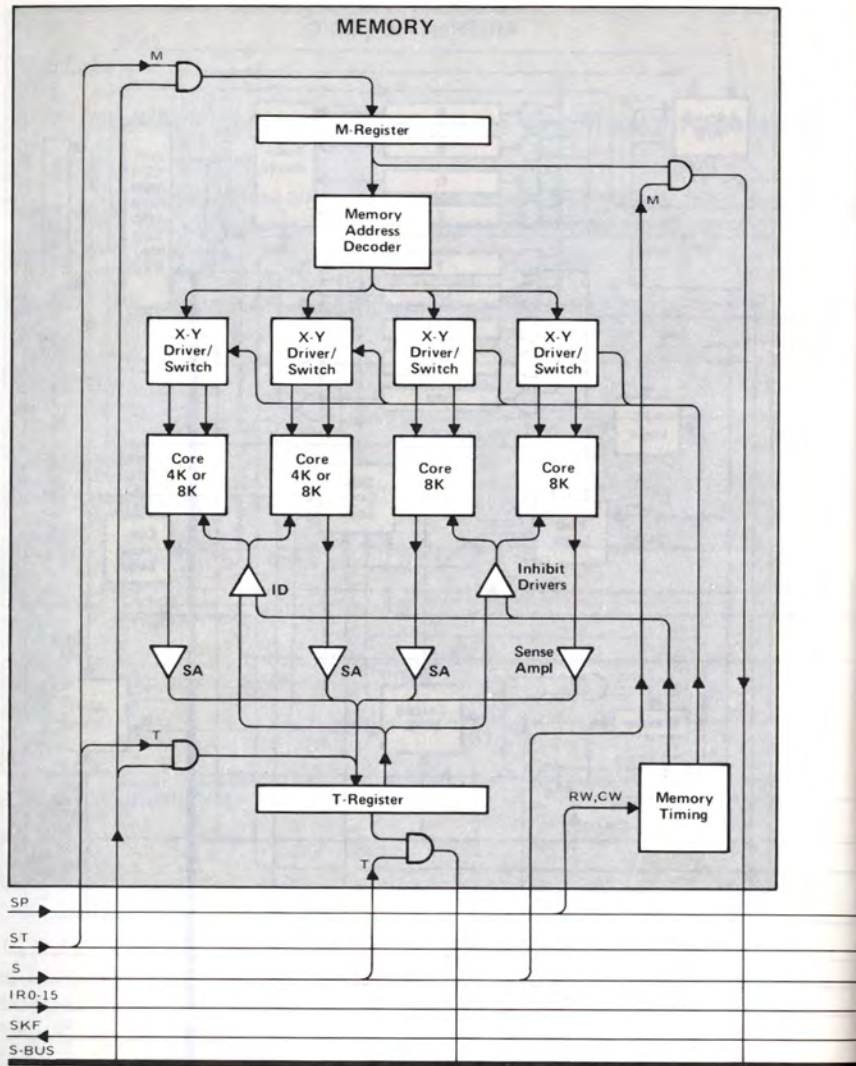 MEMORY
M
M-Register
M
Memory
Address
Decoder
X-Y
Driver/
Switch
X-Y
Driver/
Switch
X-Y
Driver/
Switch
X-Y
Driver/
Switch
Core
4K or
8K
Core
4K or
8K
Core
8K
Core
8K
ID
Inhibit
Drivers
SA
SA
SA
Sense
Ampl
T
T-Register
RW,CW
Memory
Timing
T
SP
ST
S
IR0-15
SKF
S-BUS